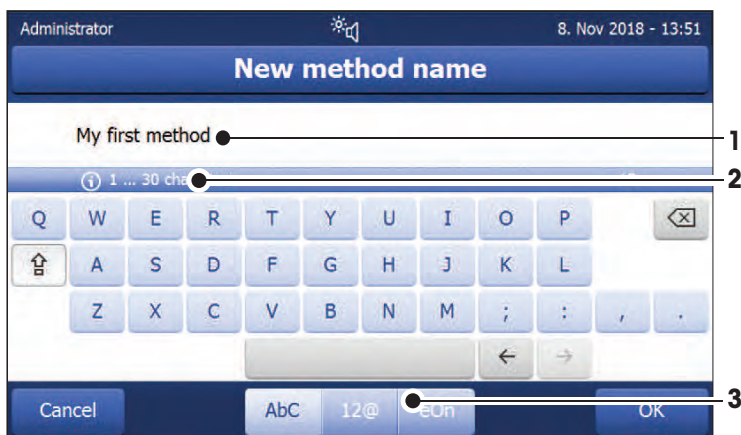 Administrator 8. Nov 2018 - 13:51
New method name
My first method 1
1 ... 30 2
Q W E R T Y U I O P
A S D F G H J K L
Z X C V B N M ; : , .
← →
3
Cancel AbC 12@ OK